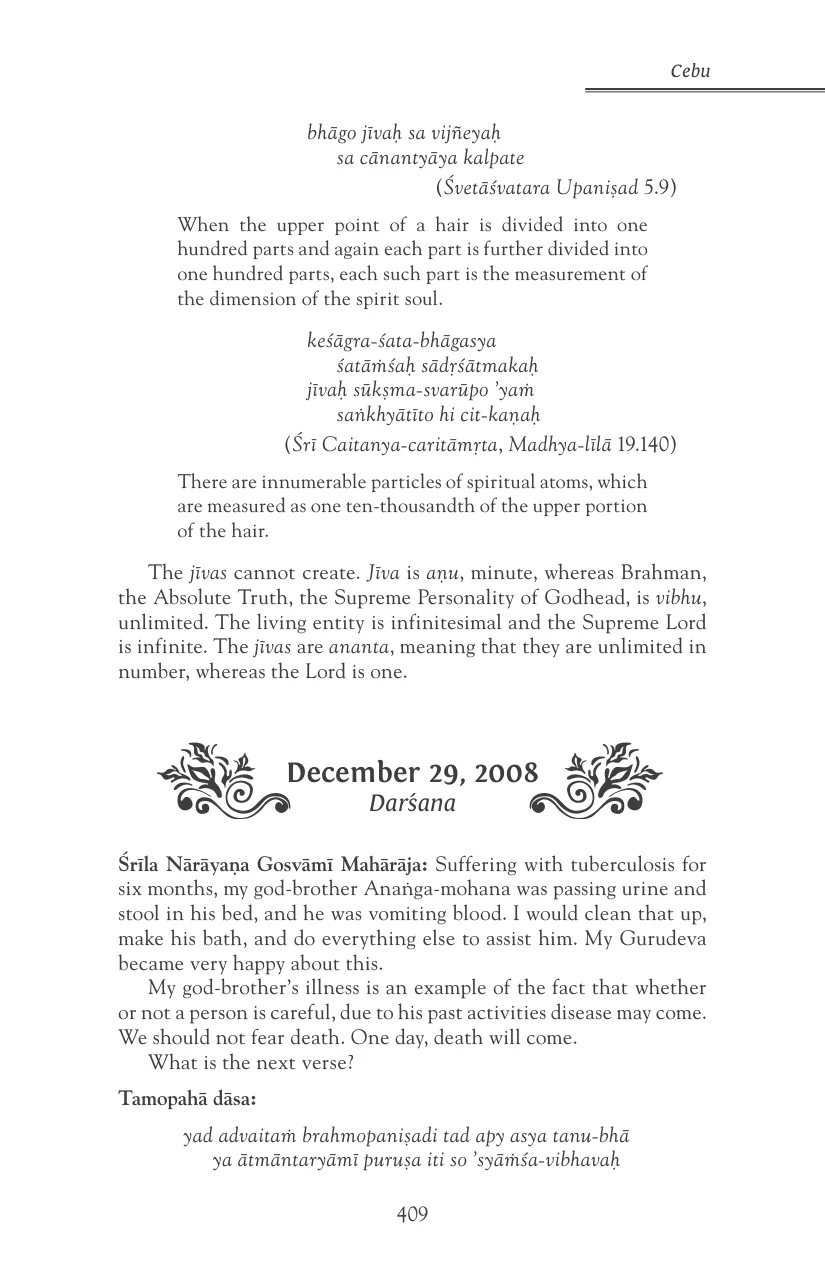 Cebu
bhāgo jīvaḥ sa vijñeyaḥ
sa cānantyāya kalpate
(Śvetāśvatara Upaniṣad 5.9)
When the upper point of a hair is divided into one
hundred parts and again each part is further divided into
one hundred parts, each such part is the measurement of
the dimension of the spirit soul.
keśāgra-śata-bhāgasya
śatāṁśaḥ sādṛśātmakaḥ
jīvaḥ sūkṣma-svarūpo ’yaṁ
saṅkhyātīto hi cit-kaṇaḥ
(Śrī Caitanya-caritāmṛta, Madhya-līlā 19.140)
There are innumerable particles of spiritual atoms, which
are measured as one ten-thousandth of the upper portion
of the hair.
The jīvas cannot create. Jīva is aṇu, minute, whereas Brahman,
the Absolute Truth, the Supreme Personality of Godhead, is vibhu,
unlimited. The living entity is infinitesimal and the Supreme Lord
is infinite. The jīvas are ananta, meaning that they are unlimited in
number, whereas the Lord is one.
December 29, 2008
Darśana
Śrīla Nārāyaṇa Gosvāmī Mahārāja: Suffering with tuberculosis for
six months, my god-brother Anaṅga-mohana was passing urine and
stool in his bed, and he was vomiting blood. I would clean that up,
make his bath, and do everything else to assist him. My Gurudeva
became very happy about this.
My god-brother’s illness is an example of the fact that whether
or not a person is careful, due to his past activities disease may come.
We should not fear death. One day, death will come.
What is the next verse?
Tamopahā dāsa:
yad advaitaṁ brahmopaniṣadi tad apy asya tanu-bhā
ya ātmāntaryāmī puruṣa iti so ’syāṁśa-vibhavaḥ
409